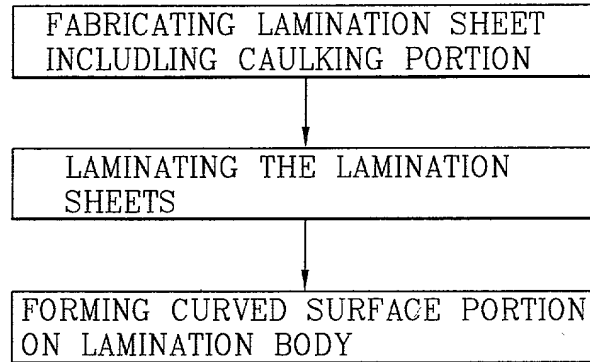 FABRICATING LAMINATION SHEET
INCLUDLING CAULKING PORTION
LAMINATING THE LAMINATION
SHEETS
FORMING CURVED SURFACE PORTION
ON LAMINATION BODY